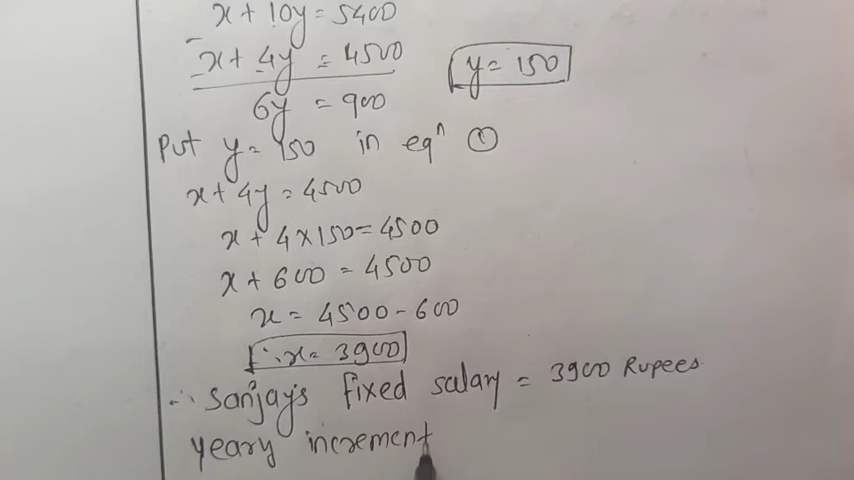 x + 10y = 5400
- x + 4y = 4500
y = 150
6y = 900
Put y = 150 in eqn ①
x + 4y = 4500
x + 4×150 = 4500
x + 600 = 4500
x = 4500 - 600
∴ x = 3900
∴ Sanjay's fixed salary = 3900 Rupees.
yeary increment